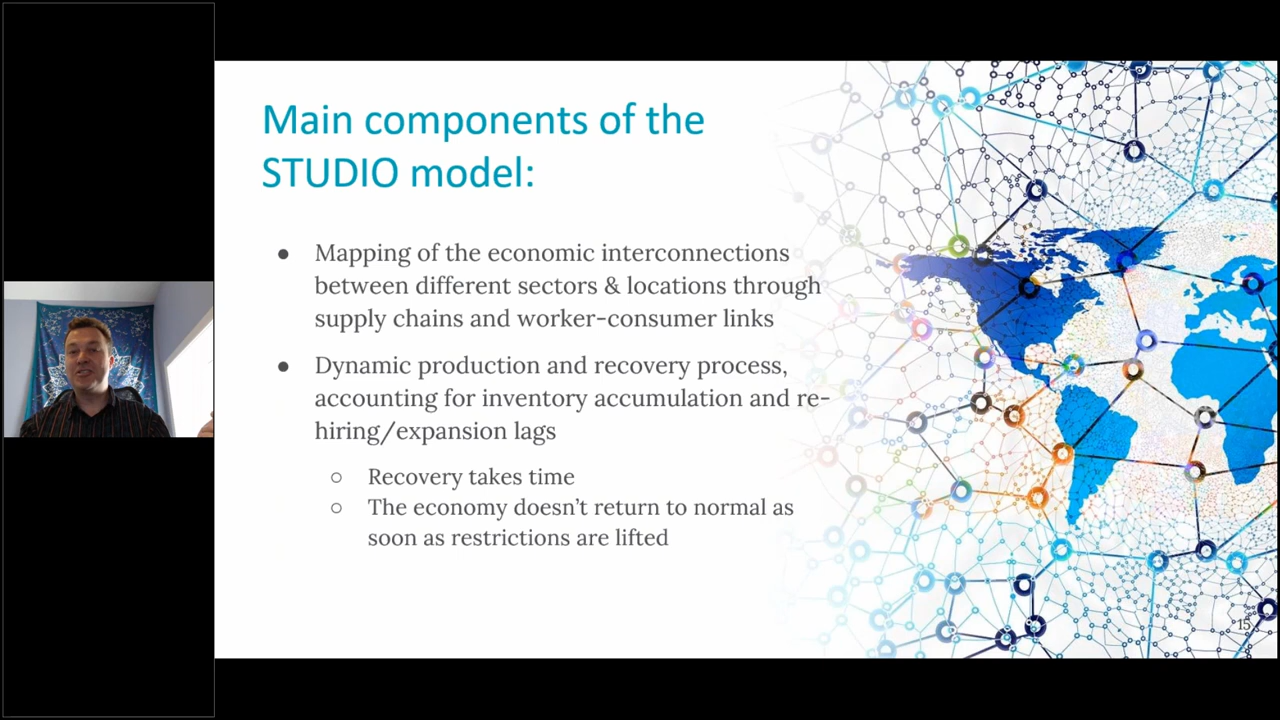 Main components of the
STUDIO model:
● Mapping of the economic interconnections
between different sectors & locations through
supply chains and worker-consumer links
● Dynamic production and recovery process,
accounting for inventory accumulation and re-
hiring/expansion lags
○ Recovery takes time
○ The economy doesn’t return to normal as
soon as restrictions are lifted
15